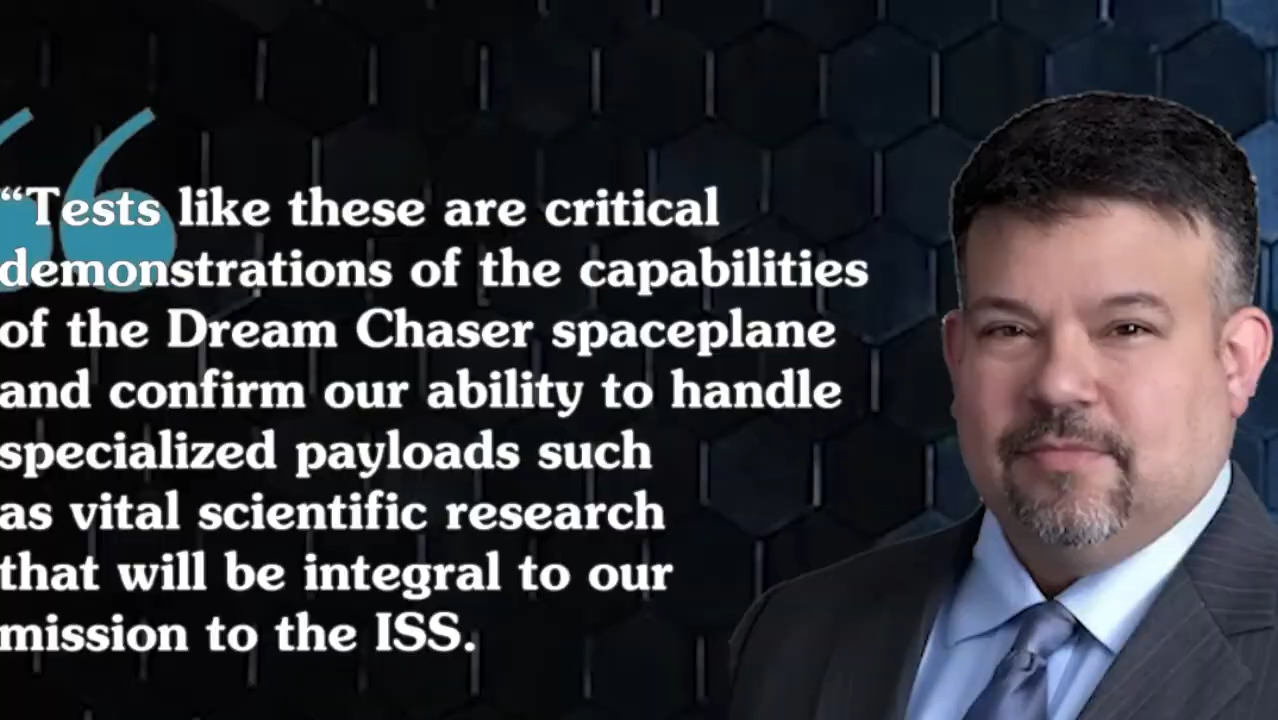 “Tests like these are critical
demonstrations of the capabilities
of the Dream Chaser spaceplane
and confirm our ability to handle
specialized payloads such
as vital scientific research
that will be integral to our
mission to the ISS.